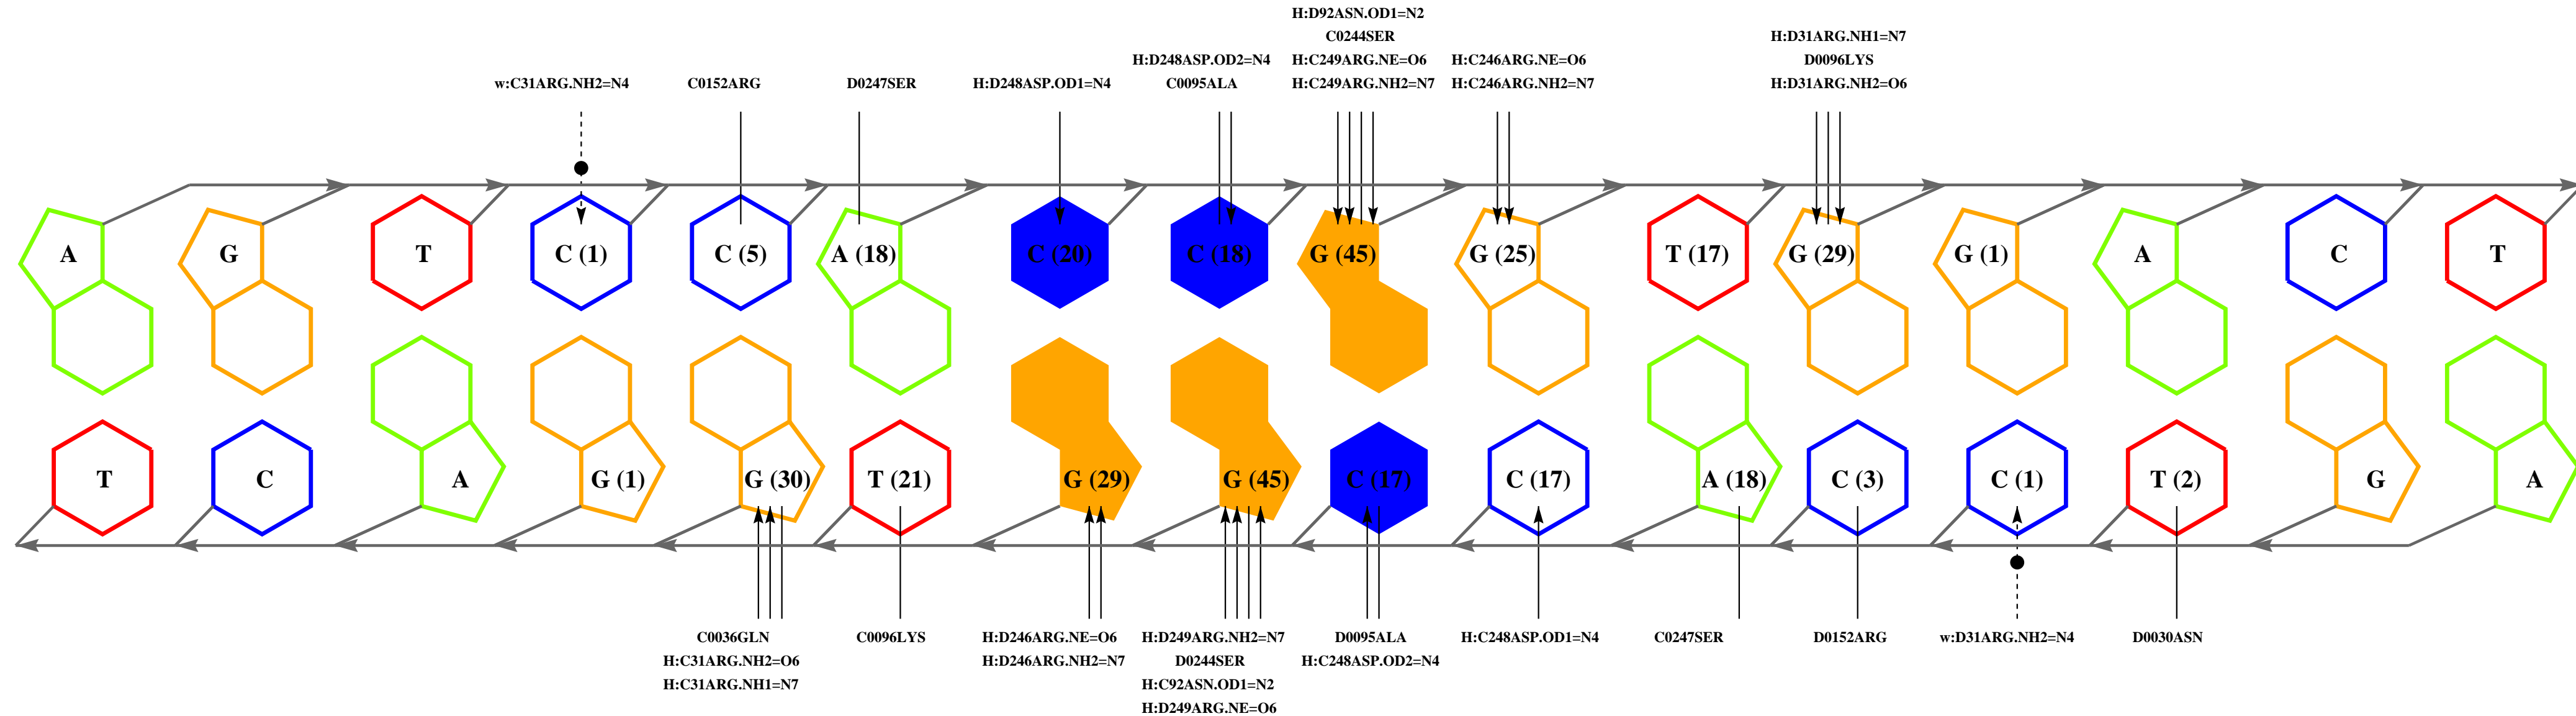 H:D92ASN.OD1=N2
C0244SER
H:D31ARG.NH1=N7
H:D248ASP.OD2=N4 H:C249ARG.NE=O6 H:C246ARG.NE=O6 D0096LYS
w:C31ARG.NH2=N4 C0152ARG D0247SER H:D248ASP.OD1=N4 C0095ALA H:C249ARG.NH2=N7 H:C246ARG.NH2=N7 H:D31ARG.NH2=O6
A G T C (1) C (5) A (18) C (20) C (18) G (45) G (25) T (17) G (29) G (1) A C T
T C A G (1) G (30) T (21) G (29) G (45) C (17) C (17) A (18) C (3) C (1) T (2) G A
C0036GLN C0096LYS H:D246ARG.NE=O6 H:D249ARG.NH2=N7 D0095ALA H:C248ASP.OD1=N4 C0247SER D0152ARG w:D31ARG.NH2=N4 D0030ASN
H:C31ARG.NH2=O6 H:D246ARG.NH2=N7 D0244SER H:C248ASP.OD2=N4
H:C31ARG.NH1=N7 H:C92ASN.OD1=N2
H:D249ARG.NE=O6